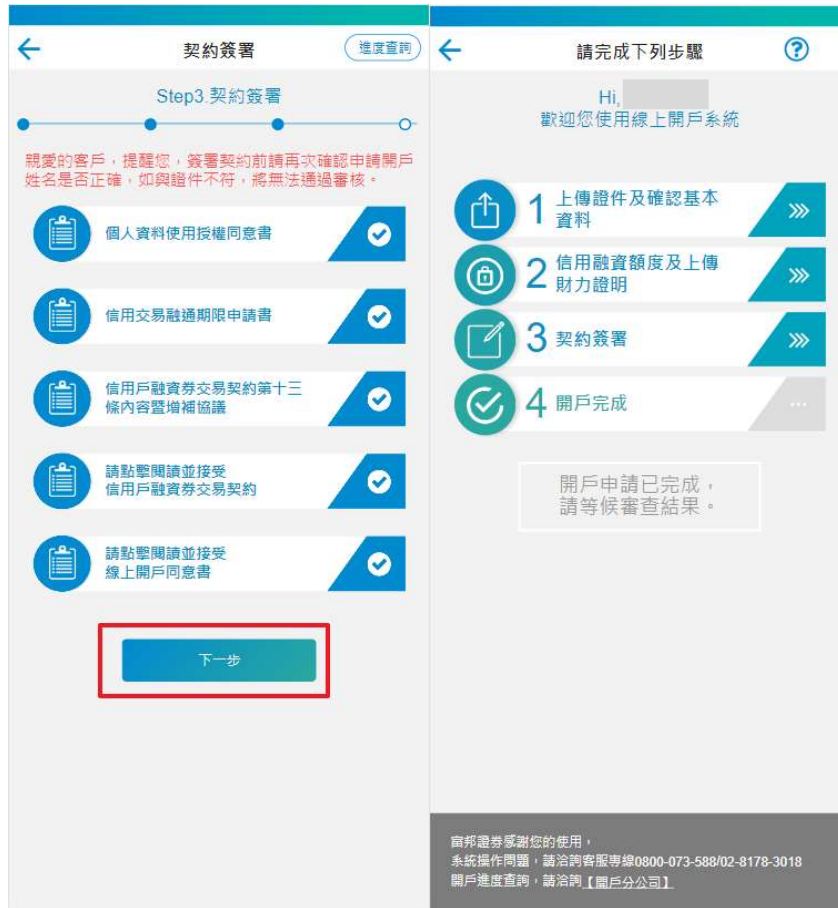 契約簽署
進度查詢
Step3.契約簽署
親愛的客戶，提醒您，簽署契約前請再次確認申請開戶
姓名是否正確，如與證件不符，將無法通過審核。
個人資料使用授權同意書
信用交易融通期限申請書
信用戶融資券交易契約第十三
條內容暨增補協議
請點擊閱讀並接受
信用戶融資券交易契約
請點擊閱讀並接受
線上開戶同意書
下一步
請完成下列步驟
?
Hi,
歡迎您使用線上開戶系統
1 上傳證件及確認基本
資料
2 信用融資額度及上傳
財力證明
3 契約簽署
4 開戶完成
開戶申請已完成，
請等候審查結果。
富邦證券感謝您的使用，
系統操作問題，請洽詢客服專線0800-073-588/02-8178-3018
開戶進度查詢，請洽詢【開戶分公司】